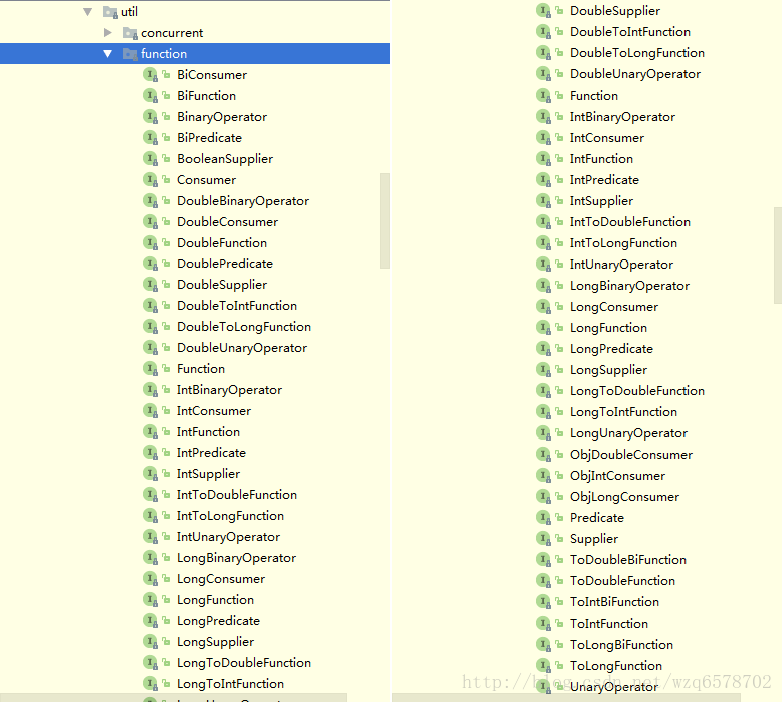 util
concurrent
function
BiConsumer
BiFunction
BinaryOperator
BiPredicate
BooleanSupplier
Consumer
DoubleBinaryOperator
DoubleConsumer
DoubleFunction
DoublePredicate
DoubleSupplier
DoubleToIntFunction
DoubleToLongFunction
DoubleUnaryOperator
Function
IntBinaryOperator
IntConsumer
IntFunction
IntPredicate
IntSupplier
IntToDoubleFunction
IntToLongFunction
IntUnaryOperator
LongBinaryOperator
LongConsumer
LongFunction
LongPredicate
LongSupplier
LongToDoubleFunction
LongToIntFunction
DoubleSupplier
DoubleToIntFunction
DoubleToLongFunction
DoubleUnaryOperator
Function
IntBinaryOperator
IntConsumer
IntFunction
IntPredicate
IntSupplier
IntToDoubleFunction
IntToLongFunction
IntUnaryOperator
LongBinaryOperator
LongConsumer
LongFunction
LongPredicate
LongSupplier
LongToDoubleFunction
LongToIntFunction
LongUnaryOperator
ObjDoubleConsumer
ObjIntConsumer
ObjLongConsumer
Predicate
Supplier
ToDoubleBiFunction
ToDoubleFunction
ToIntBiFunction
ToIntFunction
ToLongBiFunction
ToLongFunction
http://blog.csdn.net/wzq6578702
UnaryOperator